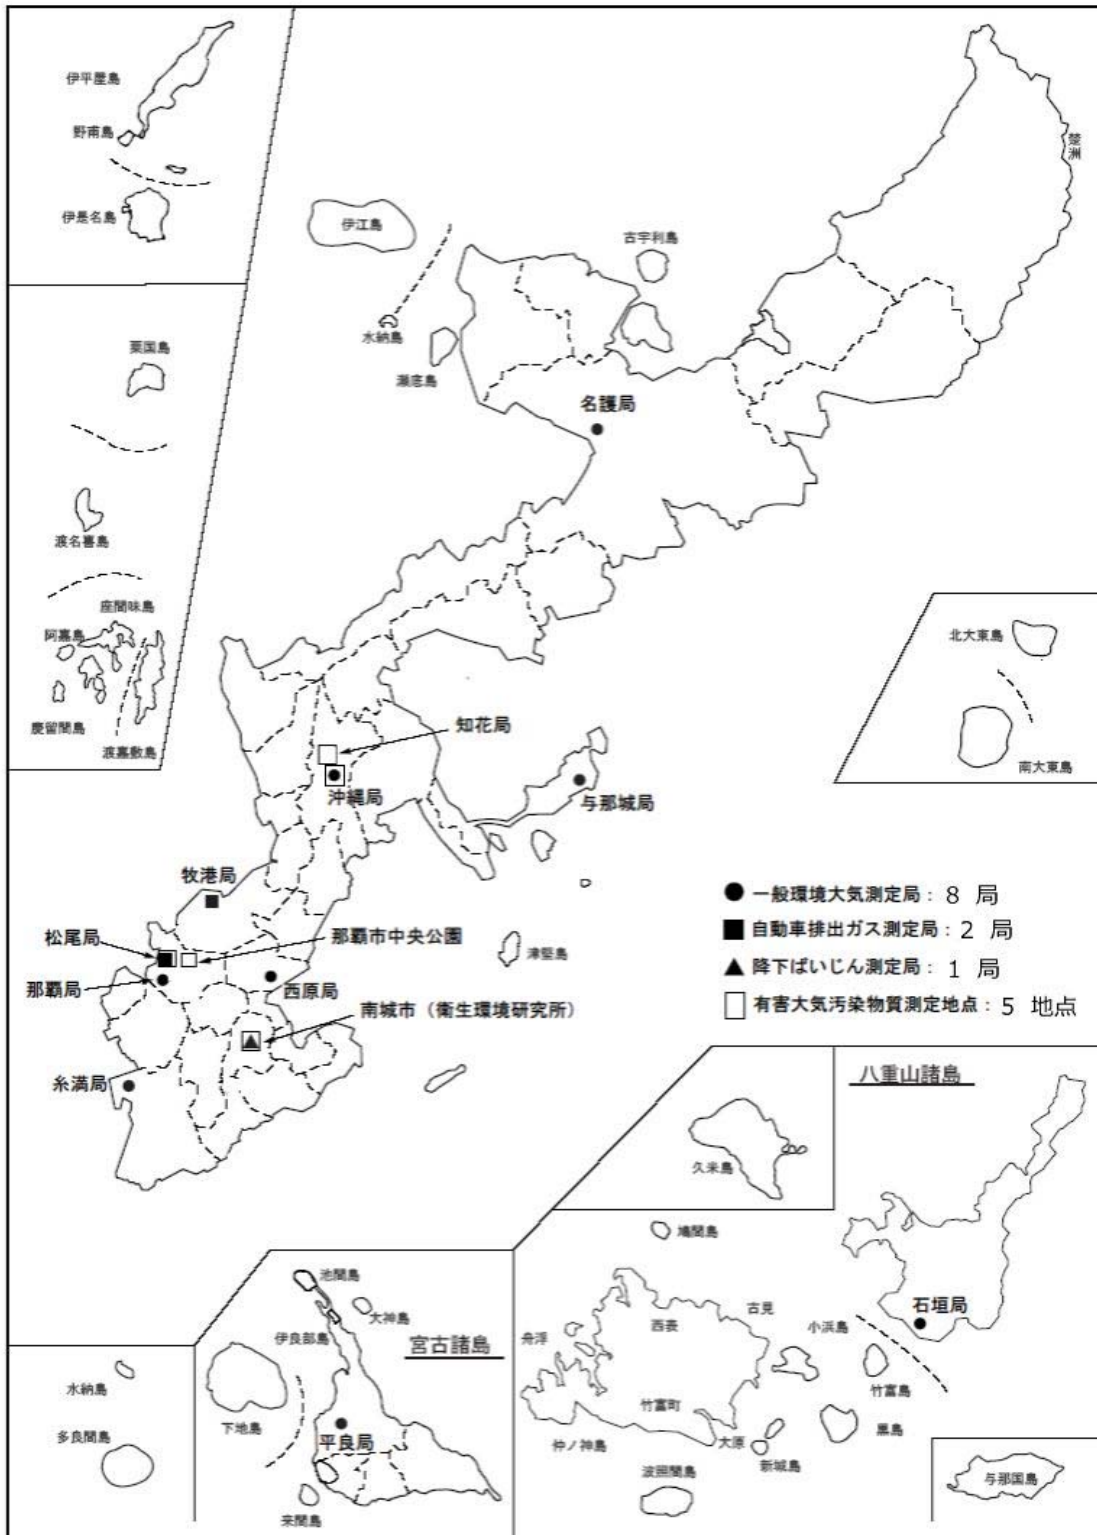 伊平屋島
野甫島
伊是名島
粟国島
渡名喜島
座間味島
阿嘉島
慶留間島
渡嘉敷島
伊江島
水納島
瀬底島
古宇利島
楚洲
名護局
北大東島
南大東島
知花局
沖縄局
与那城局
牧港局
松尾局
那覇市中央公園
那覇局
西原局
津堅島
南城市（衛生環境研究所）
糸満局
一般環境大気測定局： 8 局
自動車排出ガス測定局： 2 局
降下ばいじん測定局： 1 局
有害大気汚染物質測定地点： 5 地点
八重山諸島
久米島
鳩間島
石垣局
古見
西表
小浜島
舟浮
竹富島
竹富町
黒島
仲ノ神島
大原
新城島
波照間島
与那国島
池間島
大神島
伊良部島
宮古諸島
下地島
平良局
来間島
水納島
多良間島